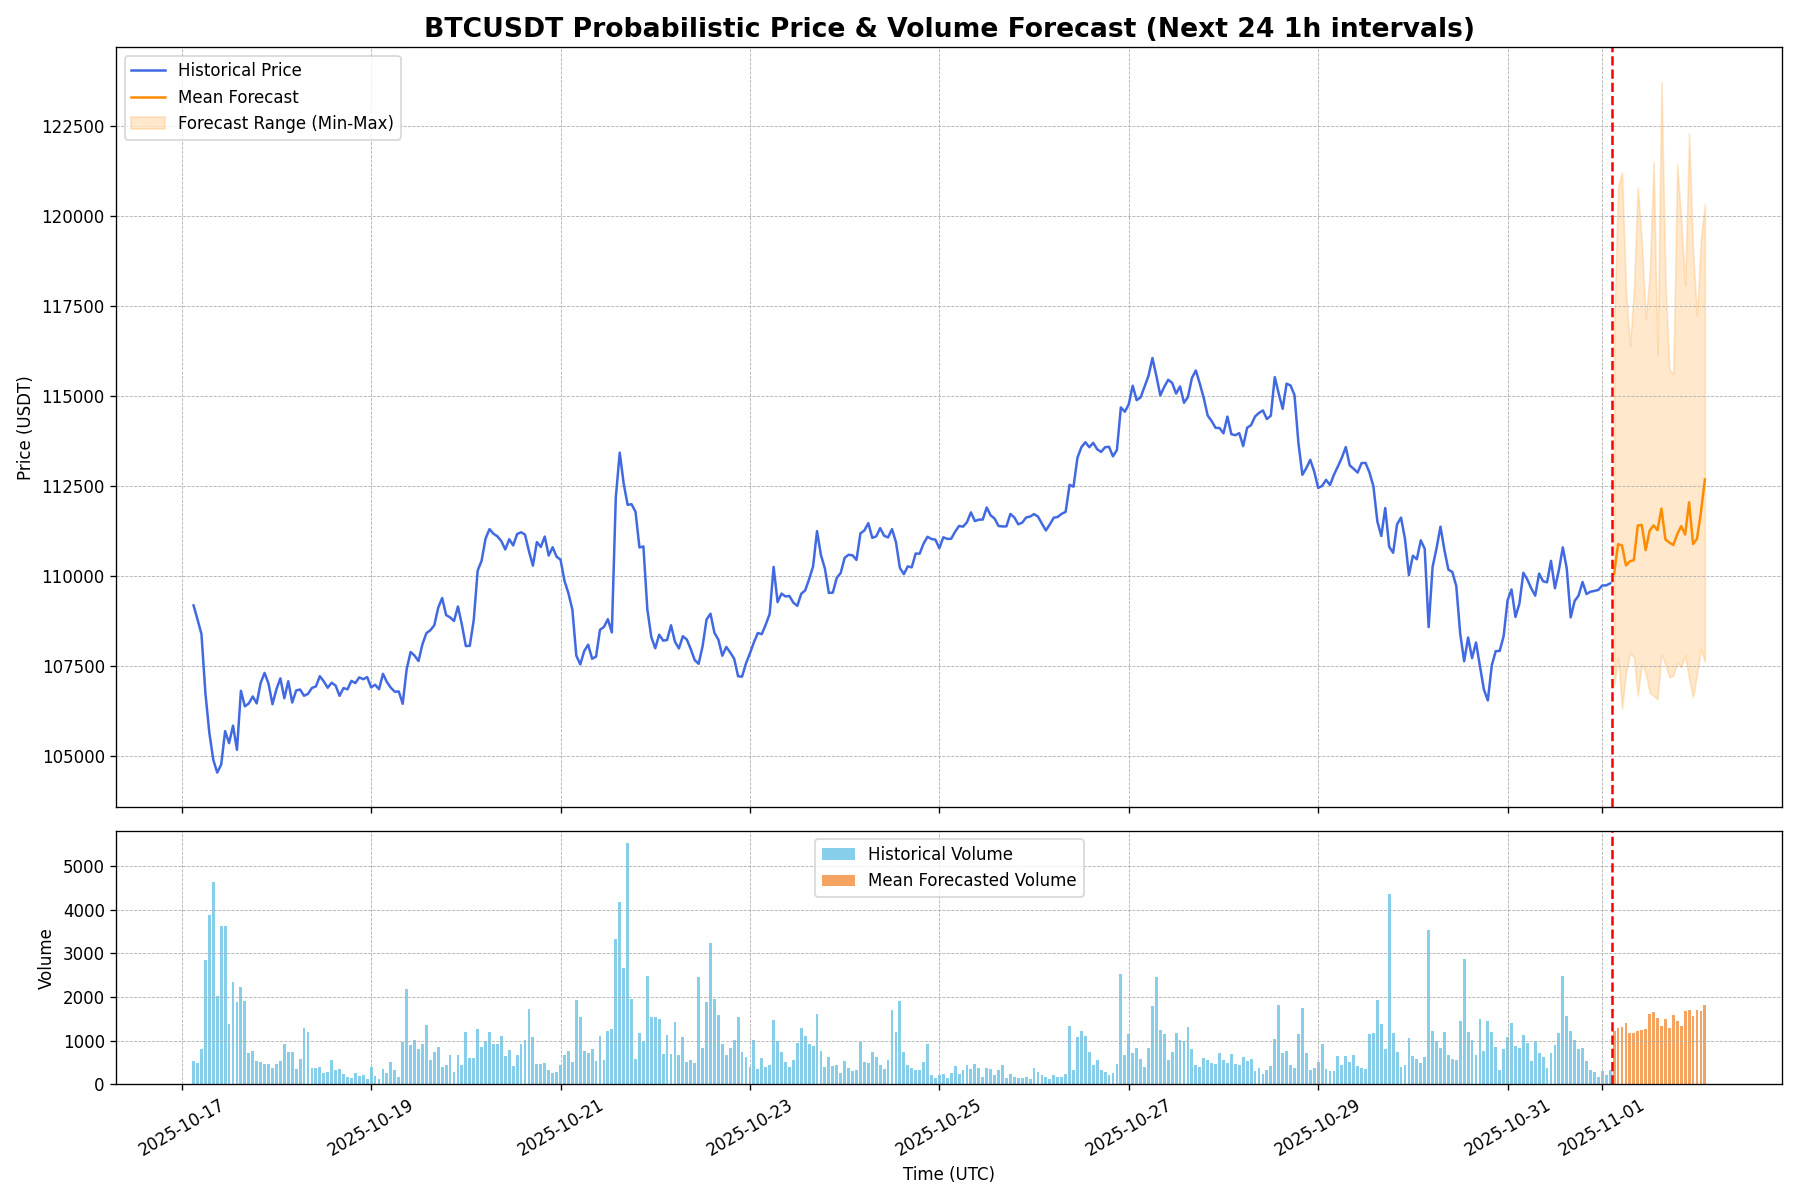 BTCUSDT Probabilistic Price & Volume Forecast (Next 24 1h intervals)
Historical Price
Mean Forecast
Forecast Range (Min-Max)
Price (USDT)
122500
120000
117500
115000
112500
110000
107500
105000
Historical Volume
Mean Forecasted Volume
Volume
5000
4000
3000
2000
1000
0
2025-10-17
2025-10-19
2025-10-21
2025-10-23
2025-10-25
2025-10-27
2025-10-29
2025-10-31
2025-11-01
Time (UTC)